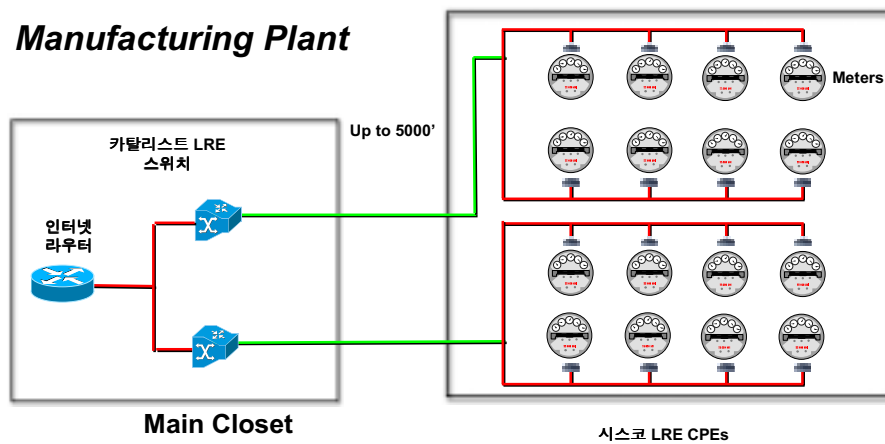 Manufacturing Plant
Meters
Up to 5000’
카탈리스트 LRE
스위치
인터넷
라우터
Main Closet
시스코 LRE CPEs